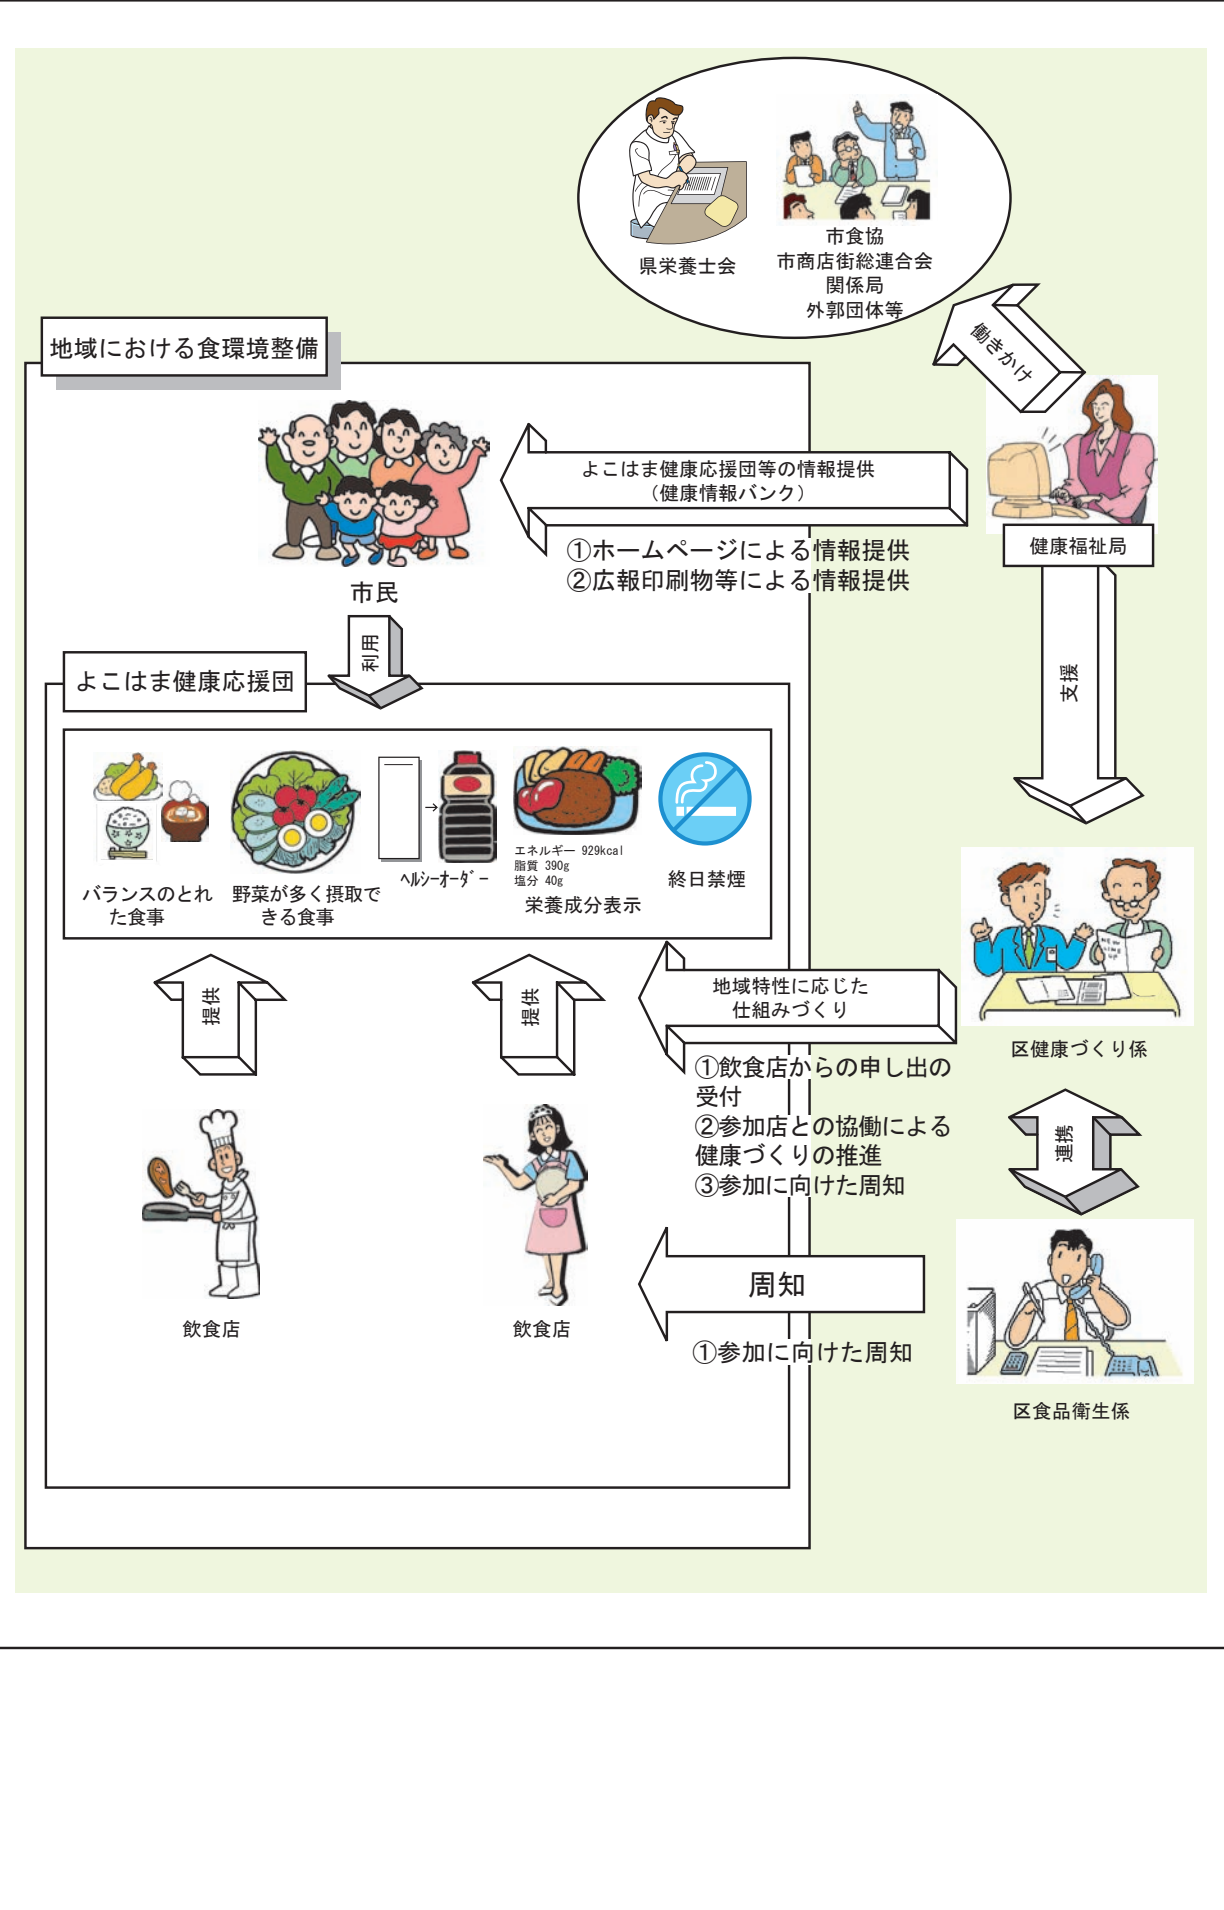 県栄養士会
市食協
市商店街総連合会
関係局
外郭団体等
働きかけ
地域における食環境整備
よこはま健康応援団等の情報提供
（健康情報バンク）
健康福祉局
①ホームページによる情報提供
②広報印刷物等による情報提供
市民
利用
支援
よこはま健康応援団
バランスのとれ
た食事
野菜が多く摂取で
きる食事
→
ﾍﾙｼｰｵｰﾀﾞｰ
エネルギー 929kcal
脂質 390g
塩分 40g
栄養成分表示
終日禁煙
NEW
LINE
UP
提供
提供
地域特性に応じた
仕組みづくり
区健康づくり係
①飲食店からの申し出の
受付
②参加店との協働による
健康づくりの推進
③参加に向けた周知
連携
周知
飲食店
飲食店
①参加に向けた周知
区食品衛生係